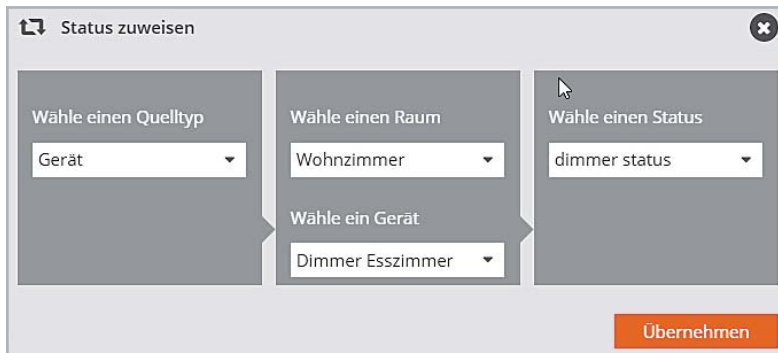 Status zuweisen
Wähle einen Quelltyp
Gerät
Wähle einen Raum
Wohnzimmer
Wähle ein Gerät
Dimmer Esszimmer
Wähle einen Status
dimmer status
Übernehmen